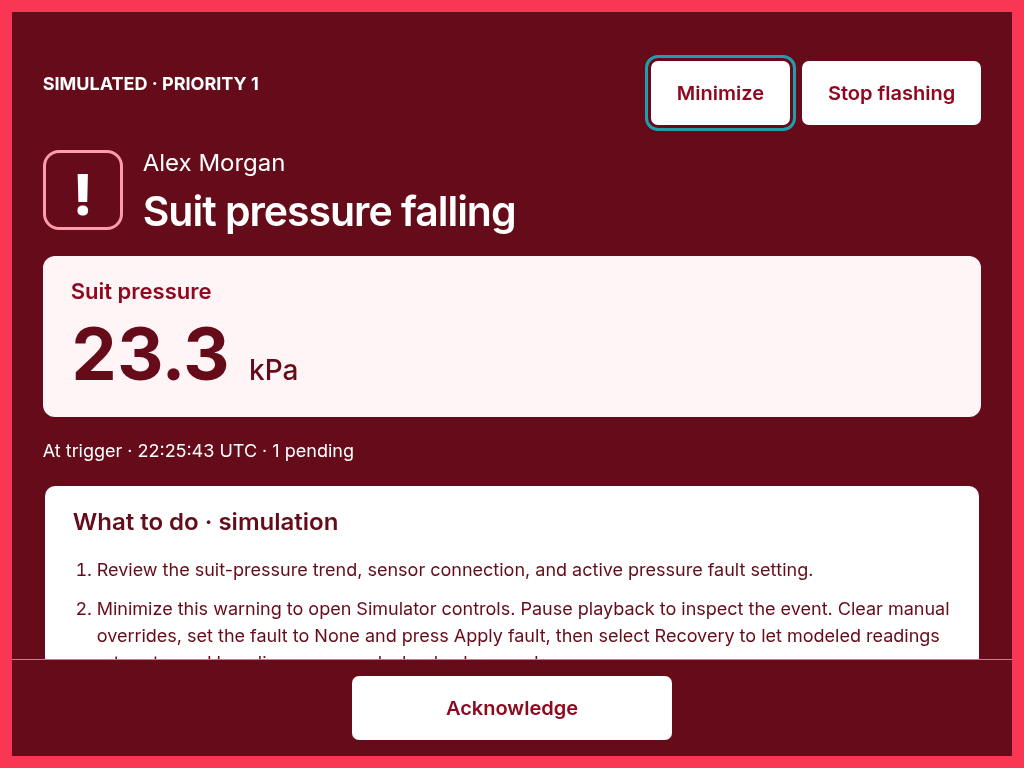 SIMULATED · PRIORITY 1
Minimize
Stop flashing
!
Alex Morgan
Suit pressure falling
Suit pressure
23.3 kPa
At trigger · 22:25:43 UTC · 1 pending
What to do · simulation
1. Review the suit-pressure trend, sensor connection, and active pressure fault setting.
2. Minimize this warning to open Simulator controls. Pause playback to inspect the event. Clear manual
overrides, set the fault to None and press Apply fault, then select Recovery to let modeled readings
Acknowledge